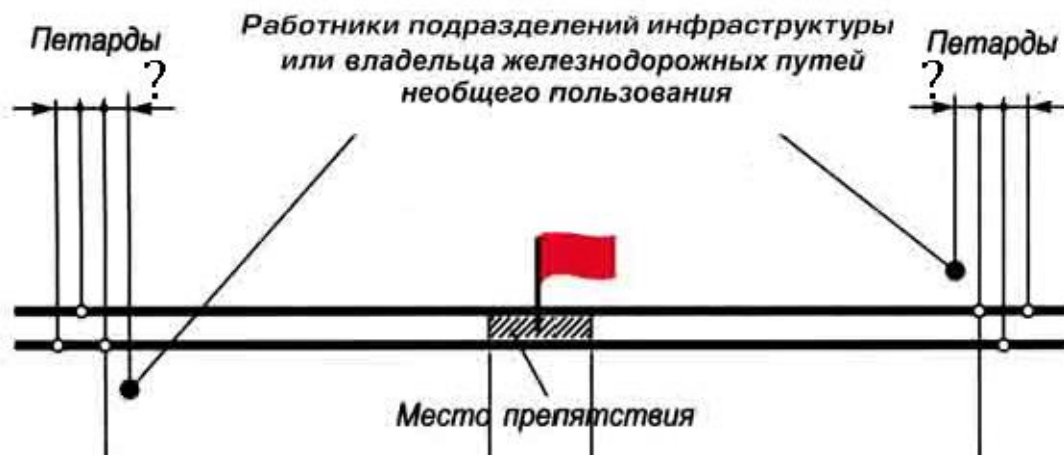 Петарды
Работники подразделений инфраструктуры
или владельца железнодорожных путей
необщего пользования
Петарды
?
?
Место препятствия